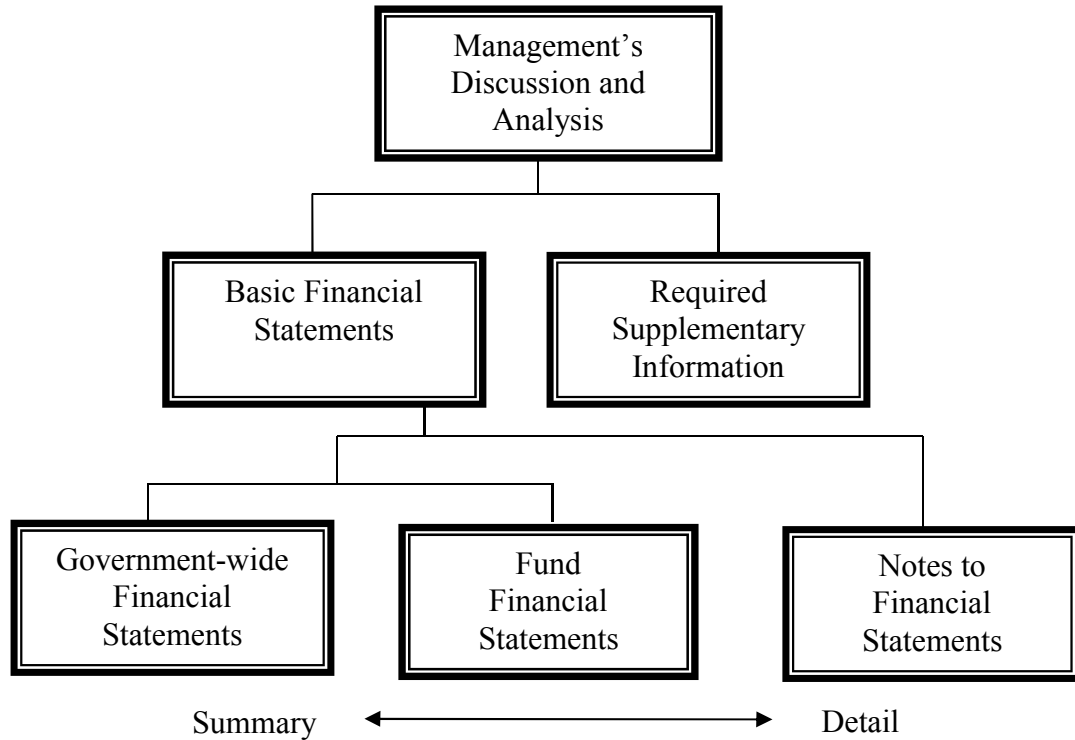 Management’s
Discussion and
Analysis
Basic Financial
Statements
Required
Supplementary
Information
Government-wide
Financial
Statements
Fund
Financial
Statements
Notes to
Financial
Statements
Summary
Detail